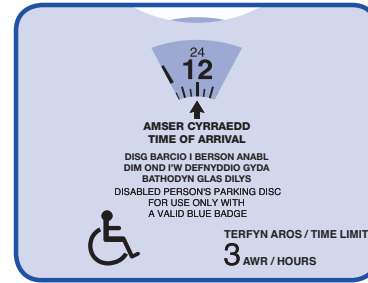 24
12
AMSER CYRRAEDD
TIME OF ARRIVAL
DISG BARCIO I BERSON ANABL
DIM OND I'W DEFNYDDIO GYDA
BATHODYN GLAS DILYS
DISABLED PERSON'S PARKING DISC
FOR USE ONLY WITH
A VALID BLUE BADGE
TERFYN AROS / TIME LIMIT
3 AWR / HOURS